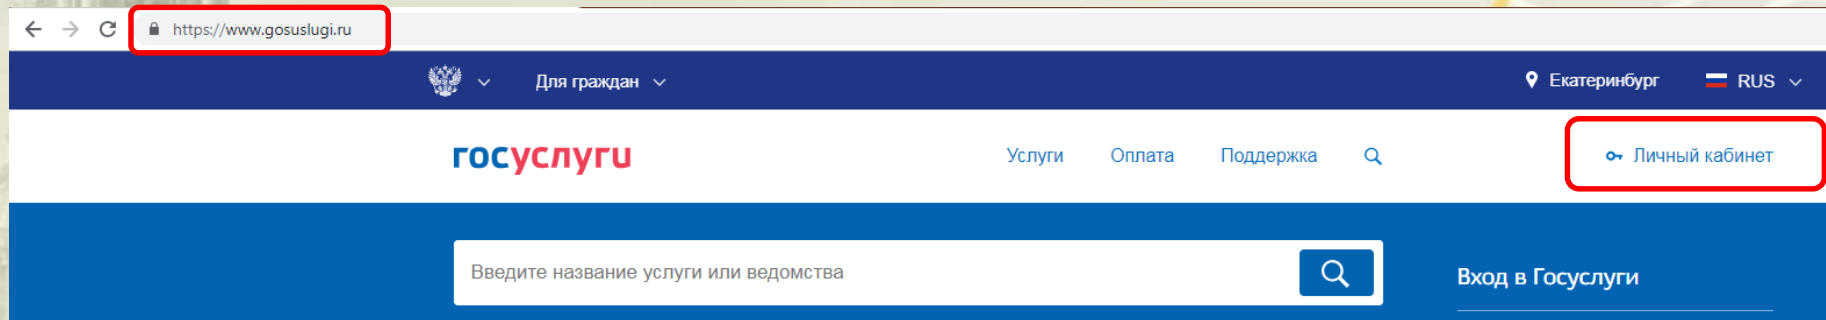 https://www.gosuslugi.ru
Для граждан
Екатеринбург
RUS
госуслуги
Услуги
Оплата
Поддержка
Личный кабинет
Введите название услуги или ведомства
Вход в Госуслуги